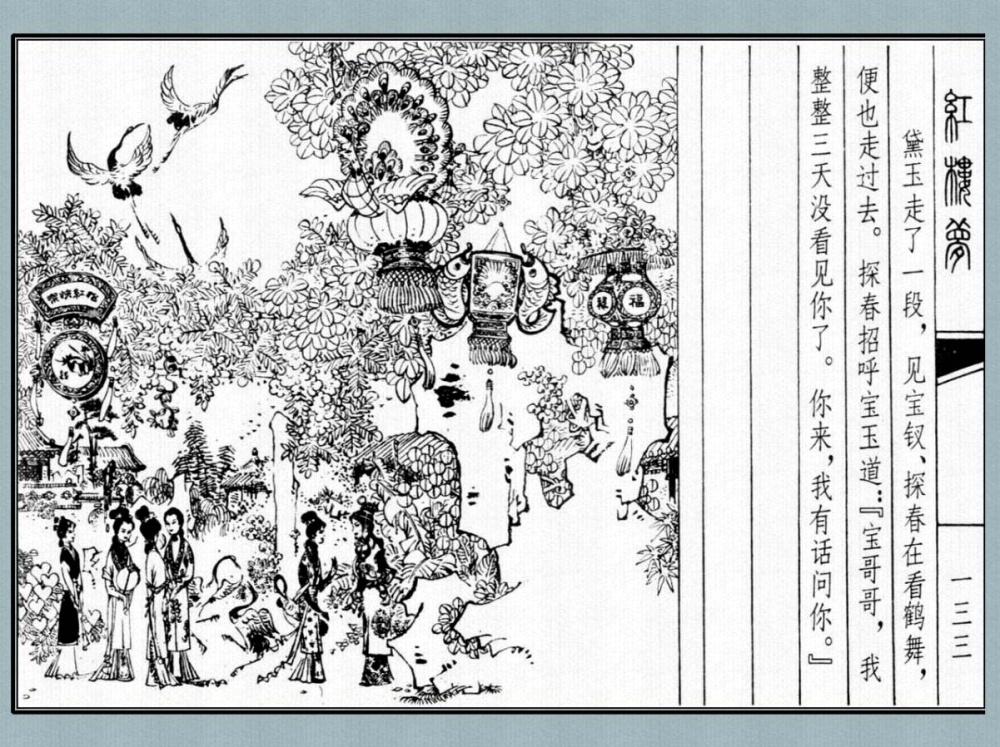 紅樓夢
一三三
黛玉走了一段，见宝钗、探春在看鹤舞，
便也走过去。探春招呼宝玉道：『宝哥哥，我
整整三天没看见你了。你来，我有话问你。』
福